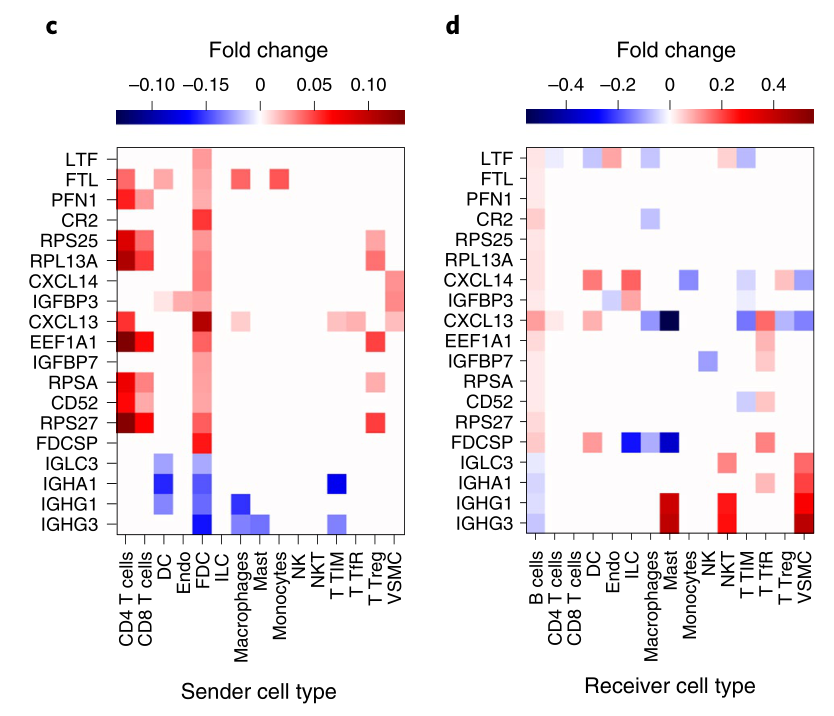 c
Fold change
−0.10 −0.15 0 0.05 0.10
LTF
FTL
PFN1
CR2
RPS25
RPL13A
CXCL14
IGFBP3
CXCL13
EEF1A1
IGFBP7
RPSA
CD52
RPS27
FDCSP
IGLC3
IGHA1
IGHG1
IGHG3
CD4 T cells
CD8 T cells
DC
Endo
FDC
ILC
Macrophages
Mast
Monocytes
NK
NKT
T TIM
T TfR
T Treg
VSMC
Sender cell type
d
Fold change
−0.4 −0.2 0 0.2 0.4
LTF
FTL
PFN1
CR2
RPS25
RPL13A
CXCL14
IGFBP3
CXCL13
EEF1A1
IGFBP7
RPSA
CD52
RPS27
FDCSP
IGLC3
IGHA1
IGHG1
IGHG3
B cells
CD4 T cells
CD8 T cells
DC
Endo
ILC
Macrophages
Mast
Monocytes
NK
NKT
T TIM
T TfR
T Treg
VSMC
Receiver cell type